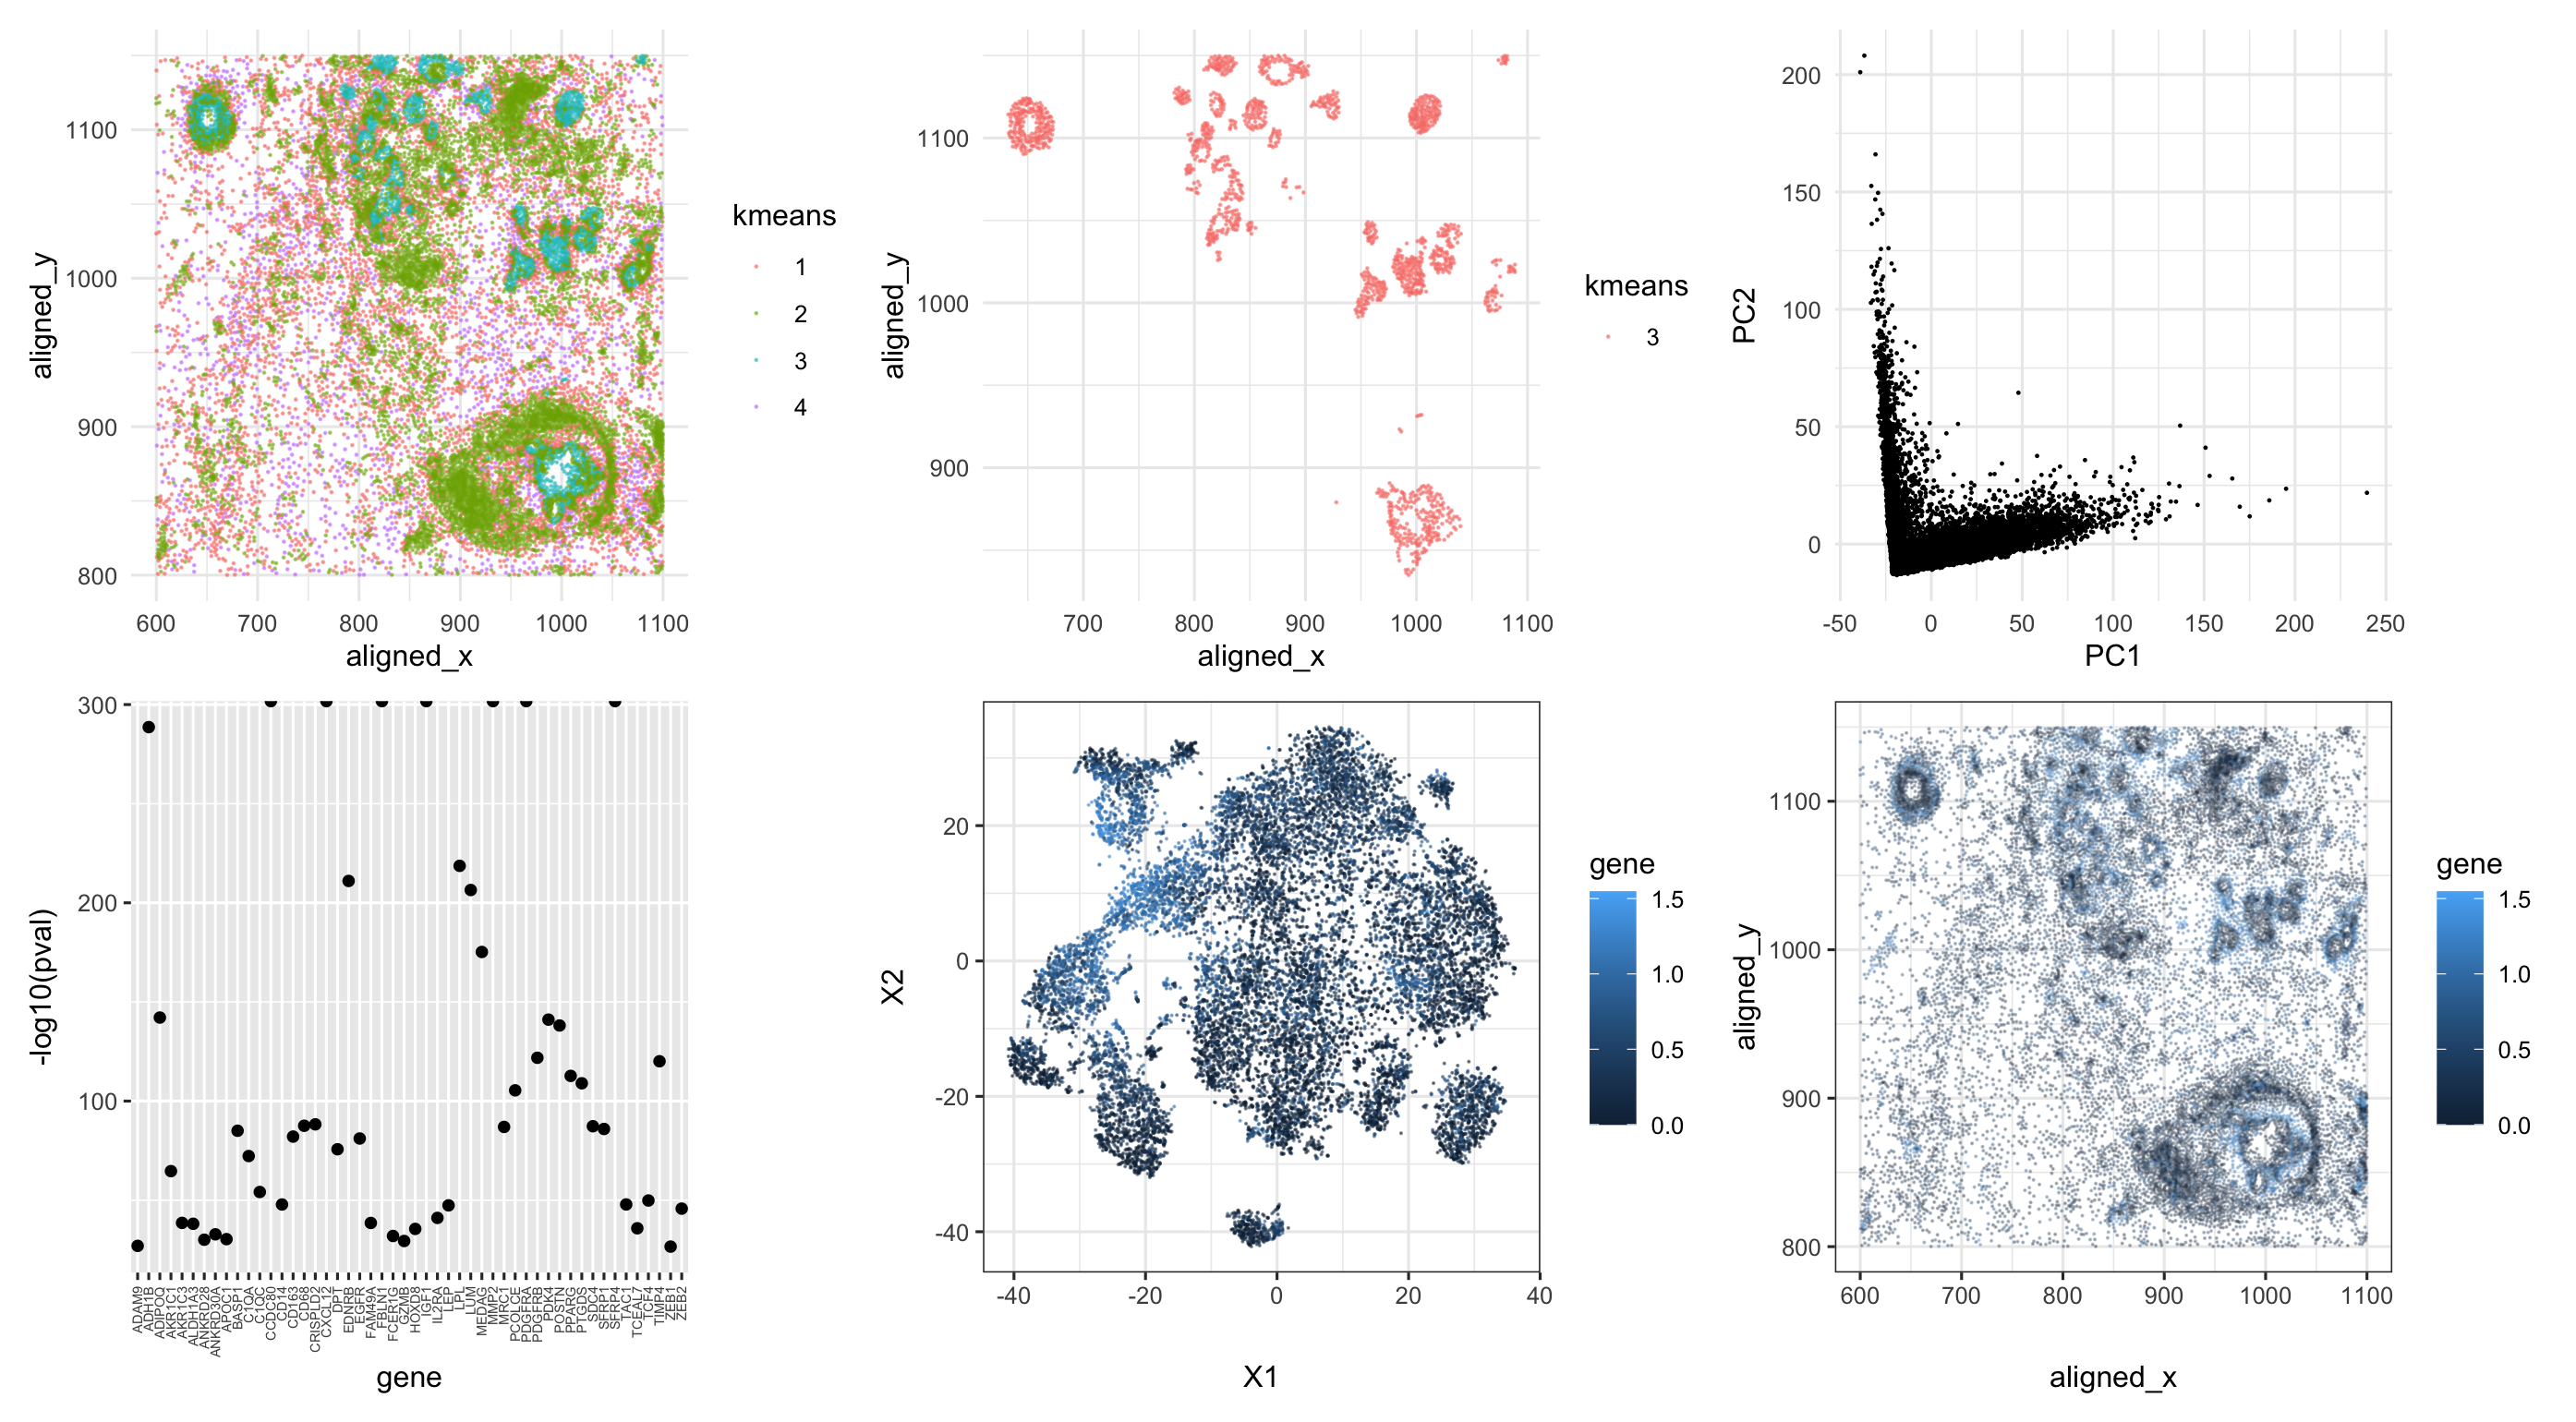 aligned_y
1100
1000
900
800
600 700 800 900 1000 1100
aligned_x
kmeans
1
2
3
4
aligned_y
1100
1000
900
700 800 900 1000 1100
aligned_x
kmeans
3
PC2
200
150
100
50
0
-50 0 50 100 150 200 250
PC1
-log10(pval)
300
200
100
ADAM9
ADH1B
ADIPOQ
AKR1C1
AKR1C3
ALDH1A3
ANKRD28
ANKRD30A
APOC1
BASP1
C1QA
C1QC
CCDC80
CD14
CD163
CD68
CRISPLD2
CXCL12
DPT
EDNRB
EGFR
FAM49A
FBLN1
FCER1G
GZMB
HOXD8
IGF1
IL2RA
LEP
LPL
LUM
MEDAG
MMP2
MRC1
PCOLCE
PDGFRA
PDGFRB
PDK4
POSTN
PPARG
PTGDS
SDC4
SFRP1
SFRP4
TAC1
TCEAL7
TCF4
TIMP4
ZEB1
ZEB2
gene
X2
20
0
-20
-40
-40 -20 0 20 40
X1
gene
1.5
1.0
0.5
0.0
aligned_y
1100
1000
900
800
600 700 800 900 1000 1100
aligned_x
gene
1.5
1.0
0.5
0.0